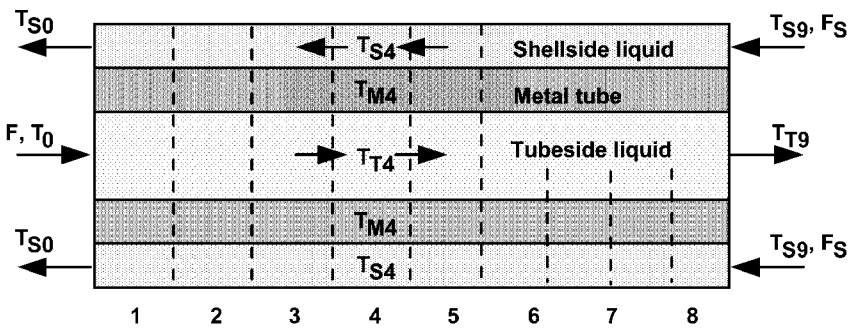 T_S0 T_S4 Shellside liquid T_S9, F_S
T_M4 Metal tube
F, T_0 T_T4 Tubeside liquid T_T9
T_M4
T_S0 T_S4 T_S9, F_S
1 2 3 4 5 6 7 8